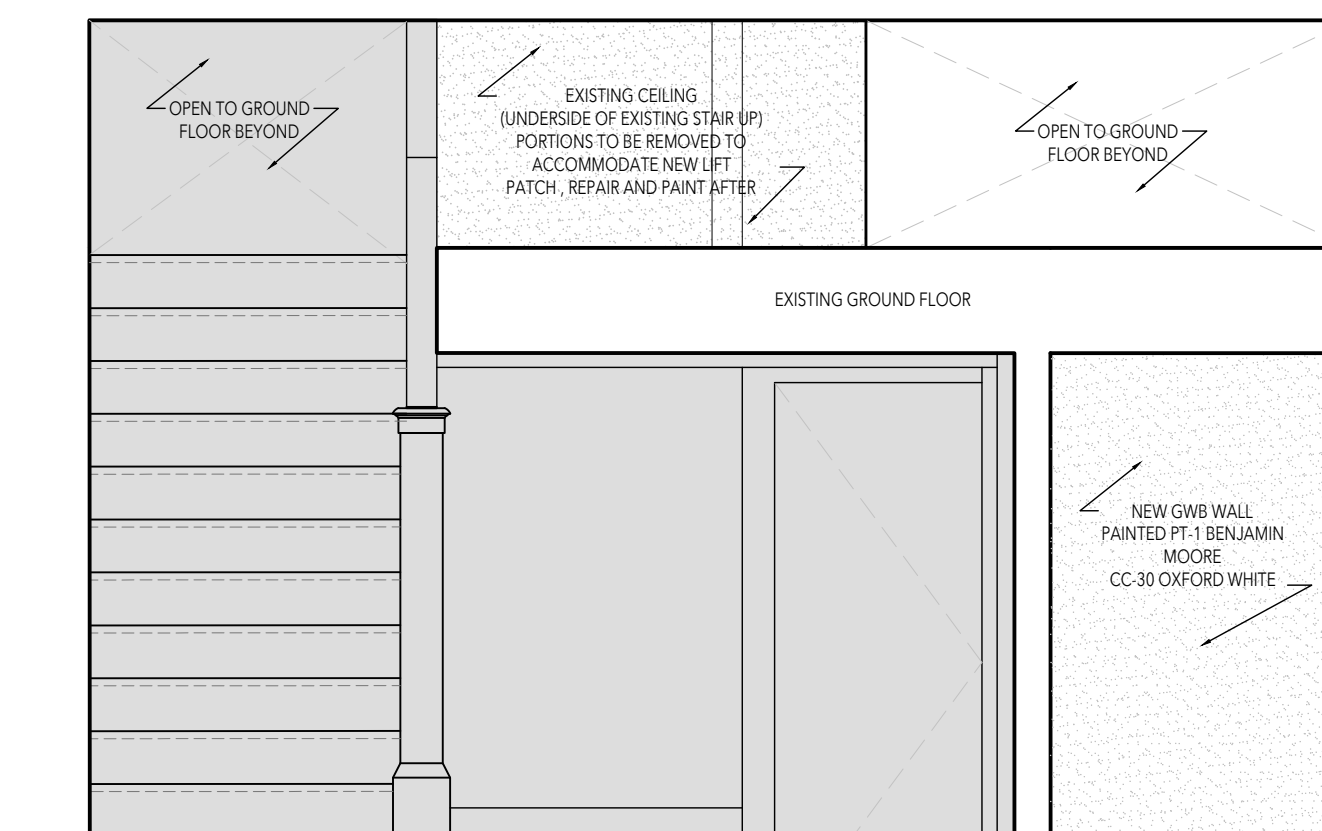 OPEN TO GROUND
FLOOR BEYOND
EXISTING CEILING
(UNDERSIDE OF EXISTING STAIR UP)
PORTIONS TO BE REMOVED TO
ACCOMMODATE NEW LIFT
PATCH , REPAIR AND PAINT AFTER
OPEN TO GROUND
FLOOR BEYOND
EXISTING GROUND FLOOR
NEW GWB WALL
PAINTED PT-1 BENJAMIN
MOORE
CC-30 OXFORD WHITE